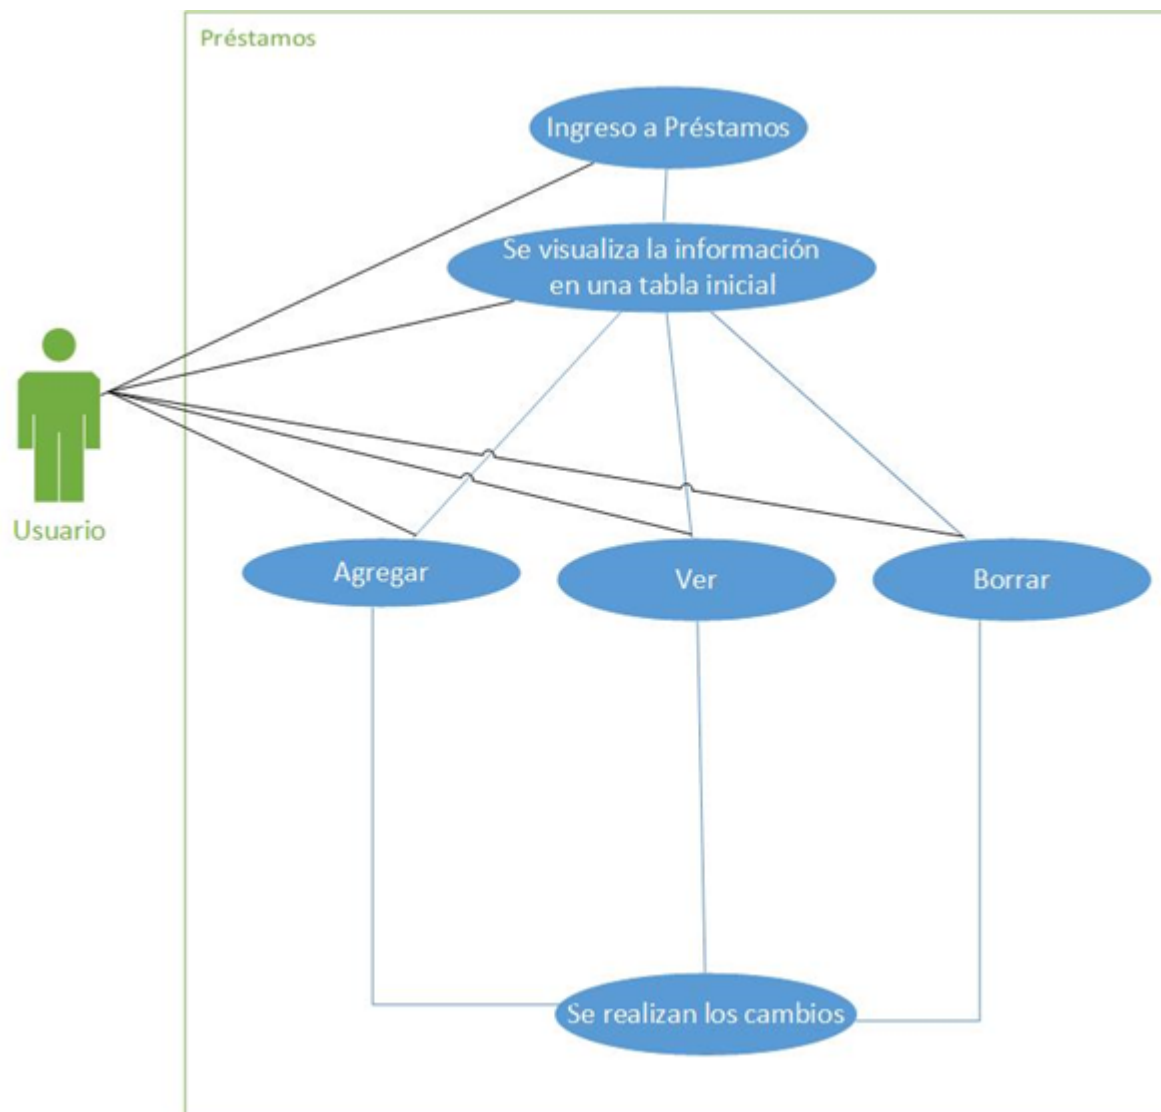 Préstamos
Ingreso a Préstamos
Se visualiza la información
en una tabla inicial
Usuario
Agregar
Ver
Borrar
Se realizan los cambios